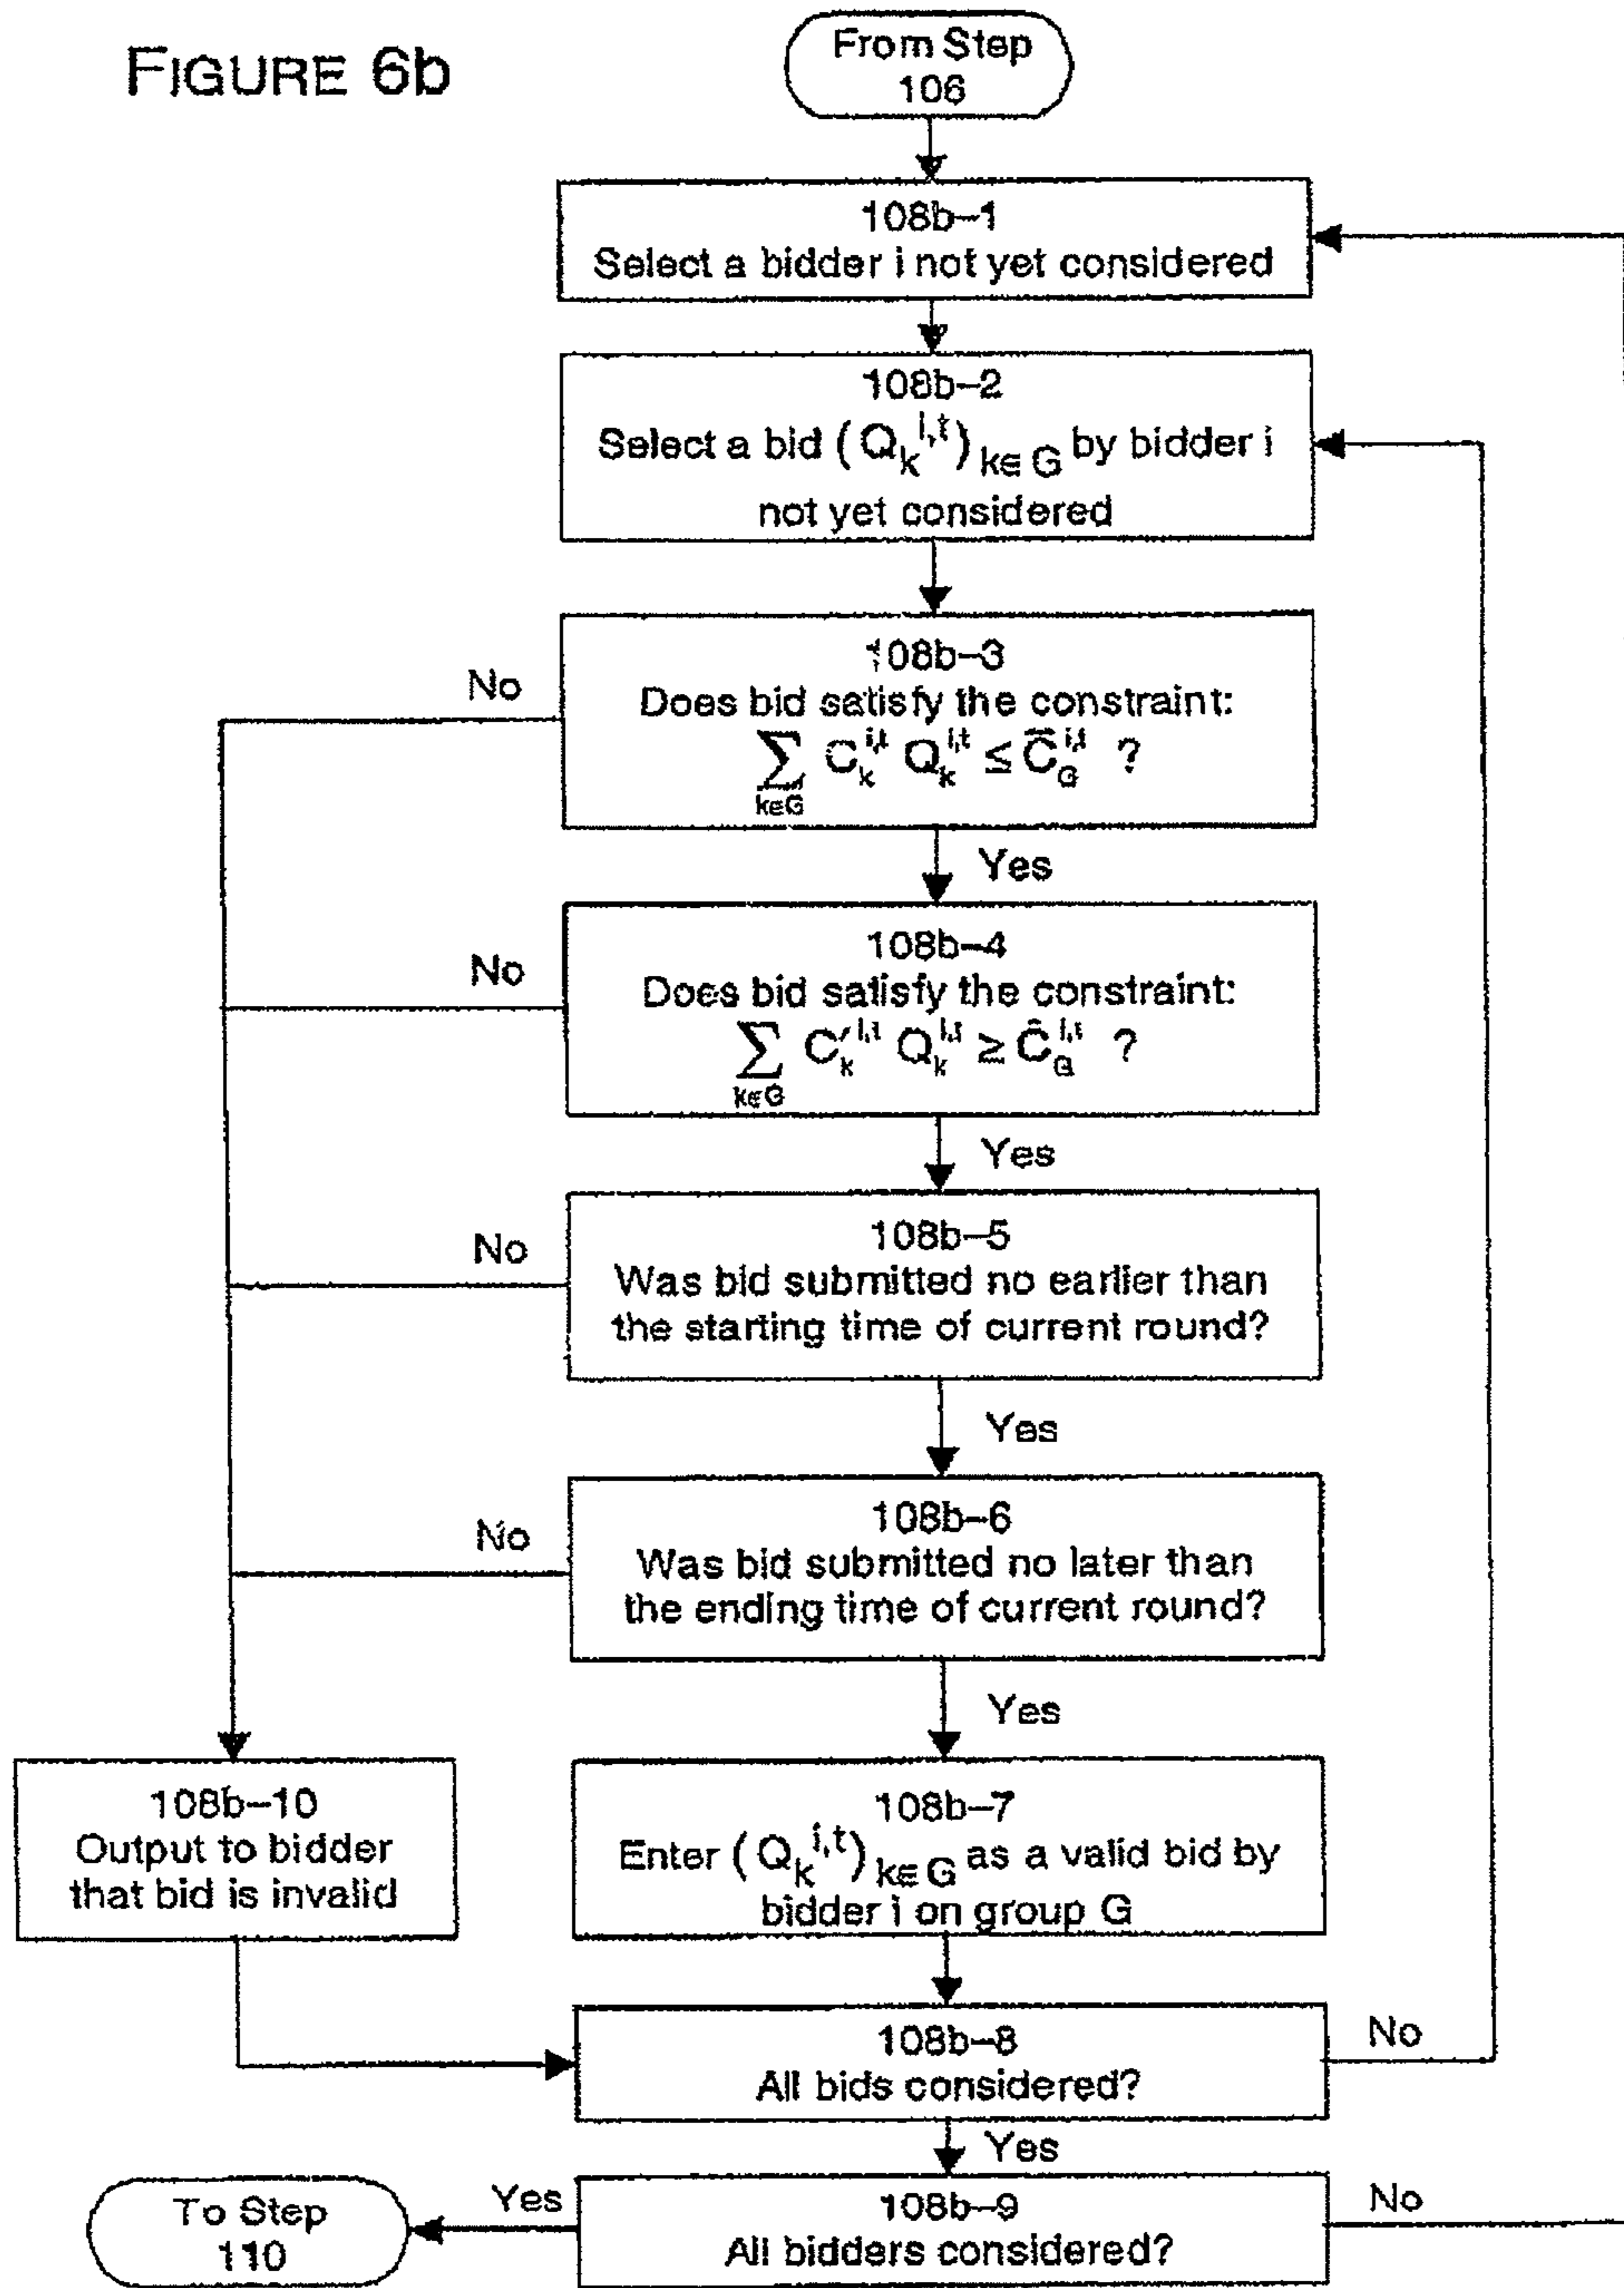 FIGURE 6b
From Step
106
108b–1
Select a bidder i not yet considered
108b–2
Select a bid (Q_k^{i,t})_{k∈G} by bidder i
not yet considered
108b–3
Does bid satisfy the constraint:
∑_{k∈G} C_k^{i,t} Q_k^{i,t} ≤ C̄_G^{i,t} ?
No
Yes
108b–4
Does bid satisfy the constraint:
∑_{k∈G} C′_k^{i,t} Q_k^{i,t} ≥ Ĉ_G^{i,t} ?
No
Yes
108b–5
Was bid submitted no earlier than
the starting time of current round?
No
Yes
108b–6
Was bid submitted no later than
the ending time of current round?
No
Yes
108b–10
Output to bidder
that bid is invalid
108b–7
Enter (Q_k^{i,t})_{k∈G} as a valid bid by
bidder i on group G
108b–8
All bids considered?
No
Yes
108b–9
All bidders considered?
No
Yes
To Step
110